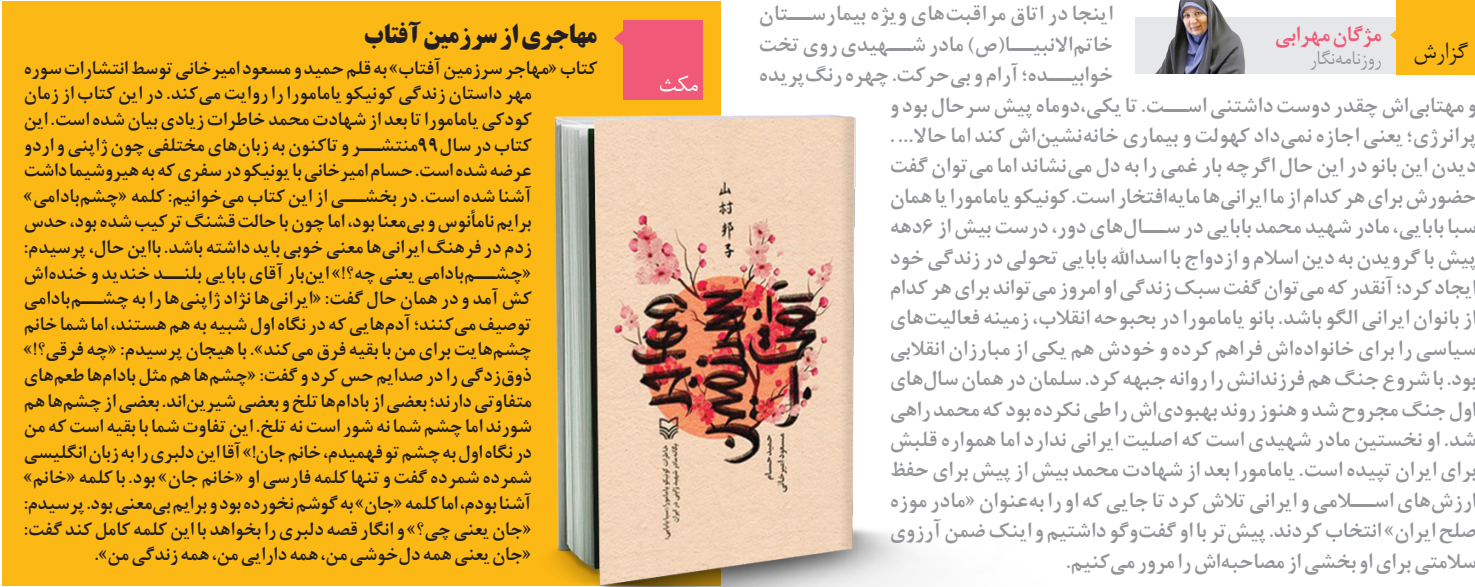 گزارش
مژگان مهرابی
روزنامه‌نگار
اینجا در اتاق مراقبت‌های ویژه بیمارستان
خاتم‌الانبیا(ص) مادر شهیدی روی تخت
خوابیده؛ آرام و بی‌حرکت. چهره رنگ‌پریده
و مهتابی‌اش چقدر دوست داشتنی است. تا یکی،دوماه پیش سر حال بود و
پرانرژی؛ یعنی اجازه نمی‌داد کهولت و بیماری خانه‌نشین‌اش کند اما حالا... .
دیدن این بانو در این حال اگر چه بار غمی را به دل می‌نشاند اما می‌توان گفت
حضورش برای هر کدام از ما ایرانی‌ها مایه‌افتخار است. کونیکو یامامورا یا همان
سبا بابایی، مادر شهید محمد بابایی در سال‌های دور، درست بیش از ۶دهه
پیش با گرویدن به دین اسلام و ازدواج با اسدالله بابایی تحولی در زندگی خود
ایجاد کرد؛ آنقدر که می‌توان گفت سبک زندگی او امروز می‌تواند برای هر کدام
از بانوان ایرانی الگو باشد. بانو یامامورا در بحبوحه انقلاب، زمینه فعالیت‌های
سیاسی را برای خانواده‌اش فراهم کرده و خودش هم یکی از مبارزان انقلابی
بود. با شروع جنگ هم فرزندانش را روانه جبهه کرد. سلمان در همان سال‌های
اول جنگ مجروح شد و هنوز روند بهبودی‌اش را طی نکرده بود که محمد راهی
شد. او نخستین مادر شهیدی است که اصلیت ایرانی ندارد اما همواره قلبش
برای ایران تپیده است. یامامورا بعد از شهادت محمد بیش از پیش برای حفظ
ارزش‌های اسلامی و ایرانی تلاش کرد تا جایی که او را به‌عنوان «مادر موزه
صلح ایران» انتخاب کردند. پیش‌تر با او گفت‌وگو داشتیم و اینک ضمن آرزوی
سلامتی برای او بخشی از مصاحبه‌اش را مرور می‌کنیم.
مکث
مهاجری از سرزمین آفتاب
کتاب «مهاجر سرزمین آفتاب» به قلم حمید و مسعود امیرخانی توسط انتشارات سوره
مهر داستان زندگی کونیکو یامامورا را روایت می‌کند. در این کتاب از زمان
کودکی یامامورا تا بعد از شهادت محمد خاطرات زیادی بیان شده است. این
کتاب در سال ۹۹منتشر و تاکنون به زبان‌های مختلفی چون ژاپنی و اردو
عرضه شده است. حسام امیرخانی با یونیکو در سفری که به هیروشیما داشت
آشنا شده است. در بخشی از این کتاب می‌خوانیم: کلمه «چشم‌بادامی»
برایم نامأنوس و بی‌معنا بود، اما چون با حالت قشنگ ترکیب شده بود، حدس
زدم در فرهنگ ایرانی‌ها معنی خوبی باید داشته باشد. بااین حال، پرسیدم:
«چشم‌بادامی یعنی چه؟!» این‌بار آقای بابایی بلند خندید و خنده‌اش
کش آمد و در همان حال گفت: «ایرانی‌ها نژاد ژاپنی‌ها را به چشم‌بادامی
توصیف می‌کنند؛ آدم‌هایی که در نگاه اول شبیه به هم هستند، اما شما خانم
چشم‌هایت برای من با بقیه فرق می‌کند». با هیجان پرسیدم: «چه فرقی؟!»
ذوق‌زدگی را در صدایم حس کرد و گفت: «چشم‌ها هم مثل بادام‌ها طعم‌های
متفاوتی دارند؛ بعضی از بادام‌ها تلخ و بعضی شیرین‌اند. بعضی از چشم‌ها هم
شورند اما چشم شما نه شور است نه تلخ. این تفاوت شما با بقیه است که من
در نگاه اول به چشم تو فهمیدم، خانم جان!» آقا این دلبری را به زبان انگلیسی
شمرده شمرده گفت و تنها کلمه فارسی او «خانم جان» بود. با کلمه «خانم»
آشنا بودم، اما کلمه «جان» به گوشم نخورده بود و برایم بی‌معنی بود. پرسیدم:
«جان یعنی چی؟» و انگار قصه دلبری را بخواهد با این کلمه کامل کند گفت:
«جان یعنی همه دل‌خوشی من، همه دارایی من، همه زندگی من».
山村 邦子
مهاجر
سرزمین
آفتاب
حمید حسام
مسعود امیرخانی